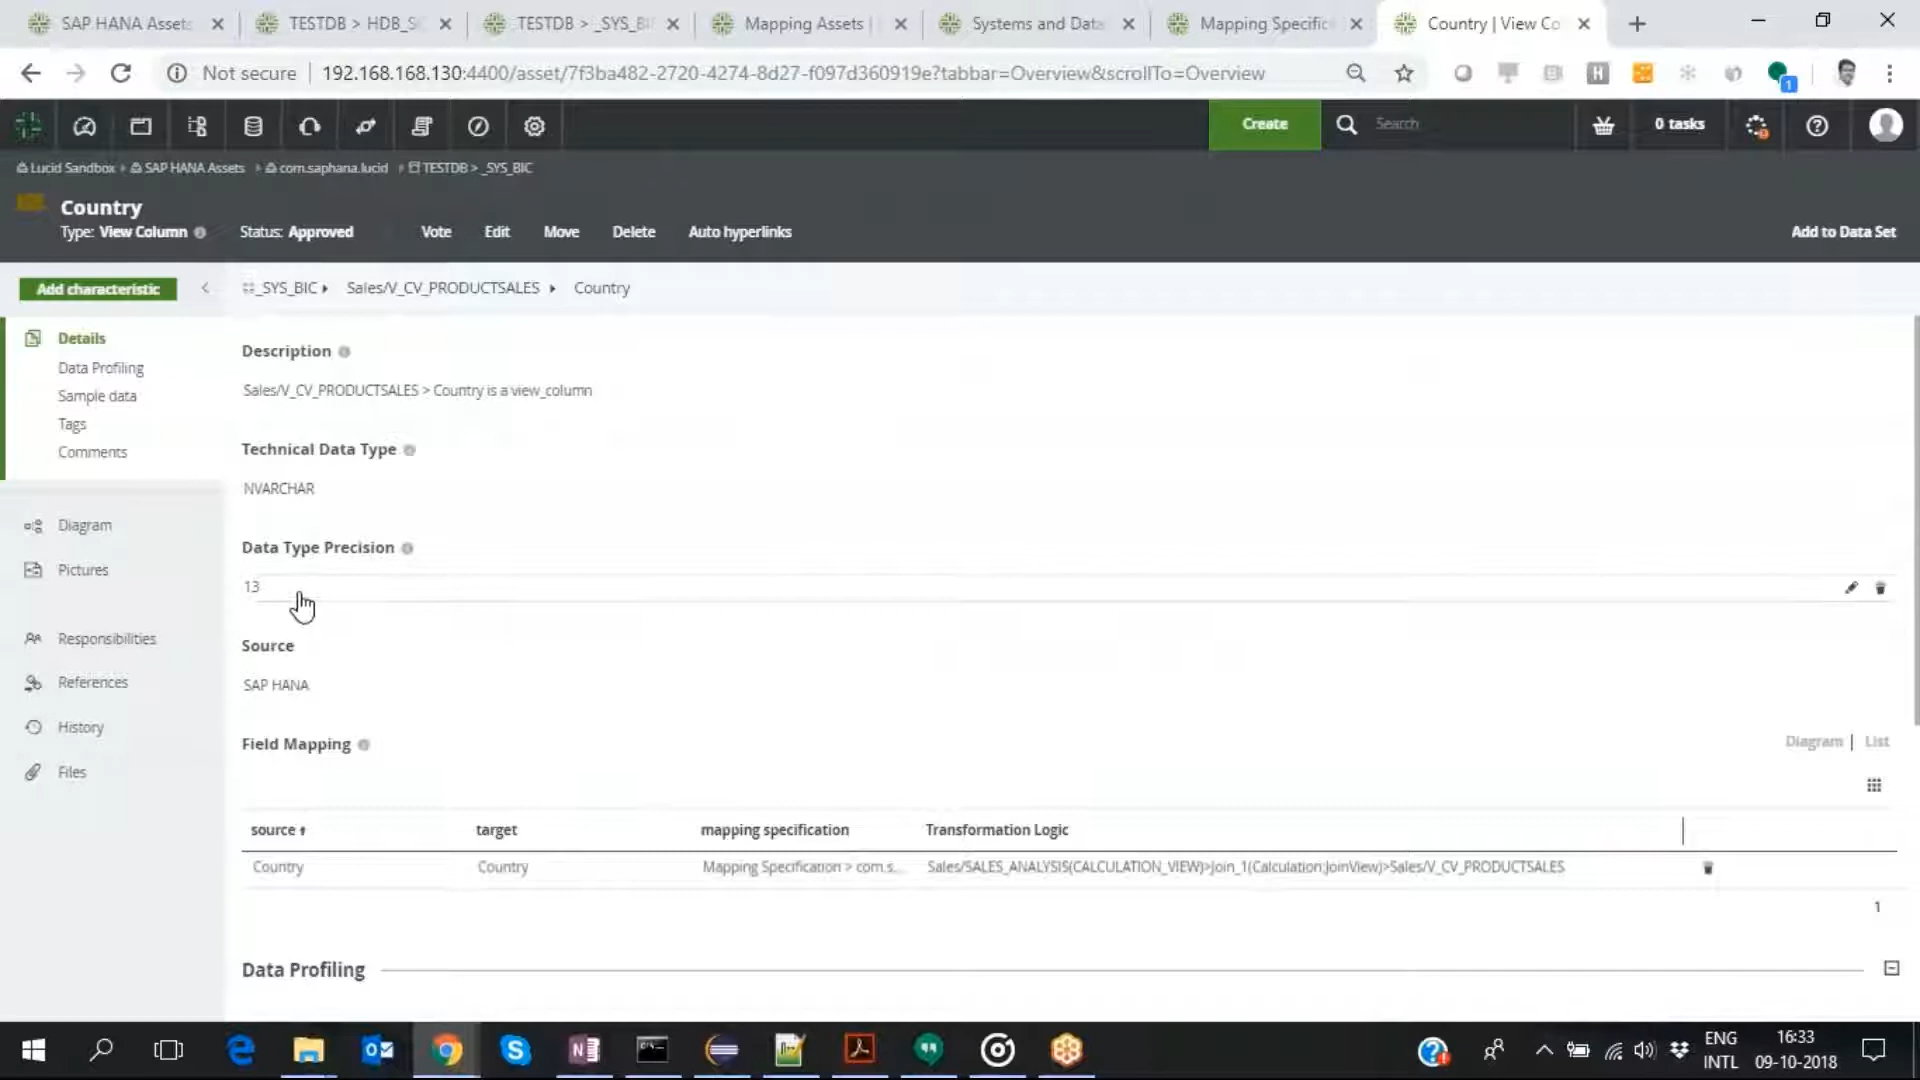 SAP HANA Assets
TESTDB > HDB_S
TESTDB > _SYS_BI
Mapping Assets |
Systems and Data
Mapping Specific
Country | View Co
Not secure
192.168.168.130:4400/asset/7f3ba482-2720-4274-8d27-f097d360919e?tabbar=Overview&scrollTo=Overview
H
1
Create
Search
0 tasks
Lucid Sandbox
SAP HANA Assets
com.saphana.lucid
TESTDB > _SYS_BIC
Country
Type: View Column
Status: Approved
Vote
Edit
Move
Delete
Auto hyperlinks
Add to Data Set
Add characteristic
_SYS_BIC
Sales/V_CV_PRODUCTSALES
Country
Details
Data Profiling
Sample data
Tags
Comments
Diagram
Pictures
Responsibilities
References
History
Files
Description
Sales/V_CV_PRODUCTSALES > Country is a view_column
Technical Data Type
NVARCHAR
Data Type Precision
13
Source
SAP HANA
Field Mapping
Diagram | List
source
target
mapping specification
Transformation Logic
Country
Country
Mapping Specification > com.s...
Sales/SALES_ANALYSIS(CALCULATION_VIEW)>Join_1(Calculation:JoinView)>Sales/V_CV_PRODUCTSALES
1
Data Profiling
ENG
INTL
16:33
09-10-2018